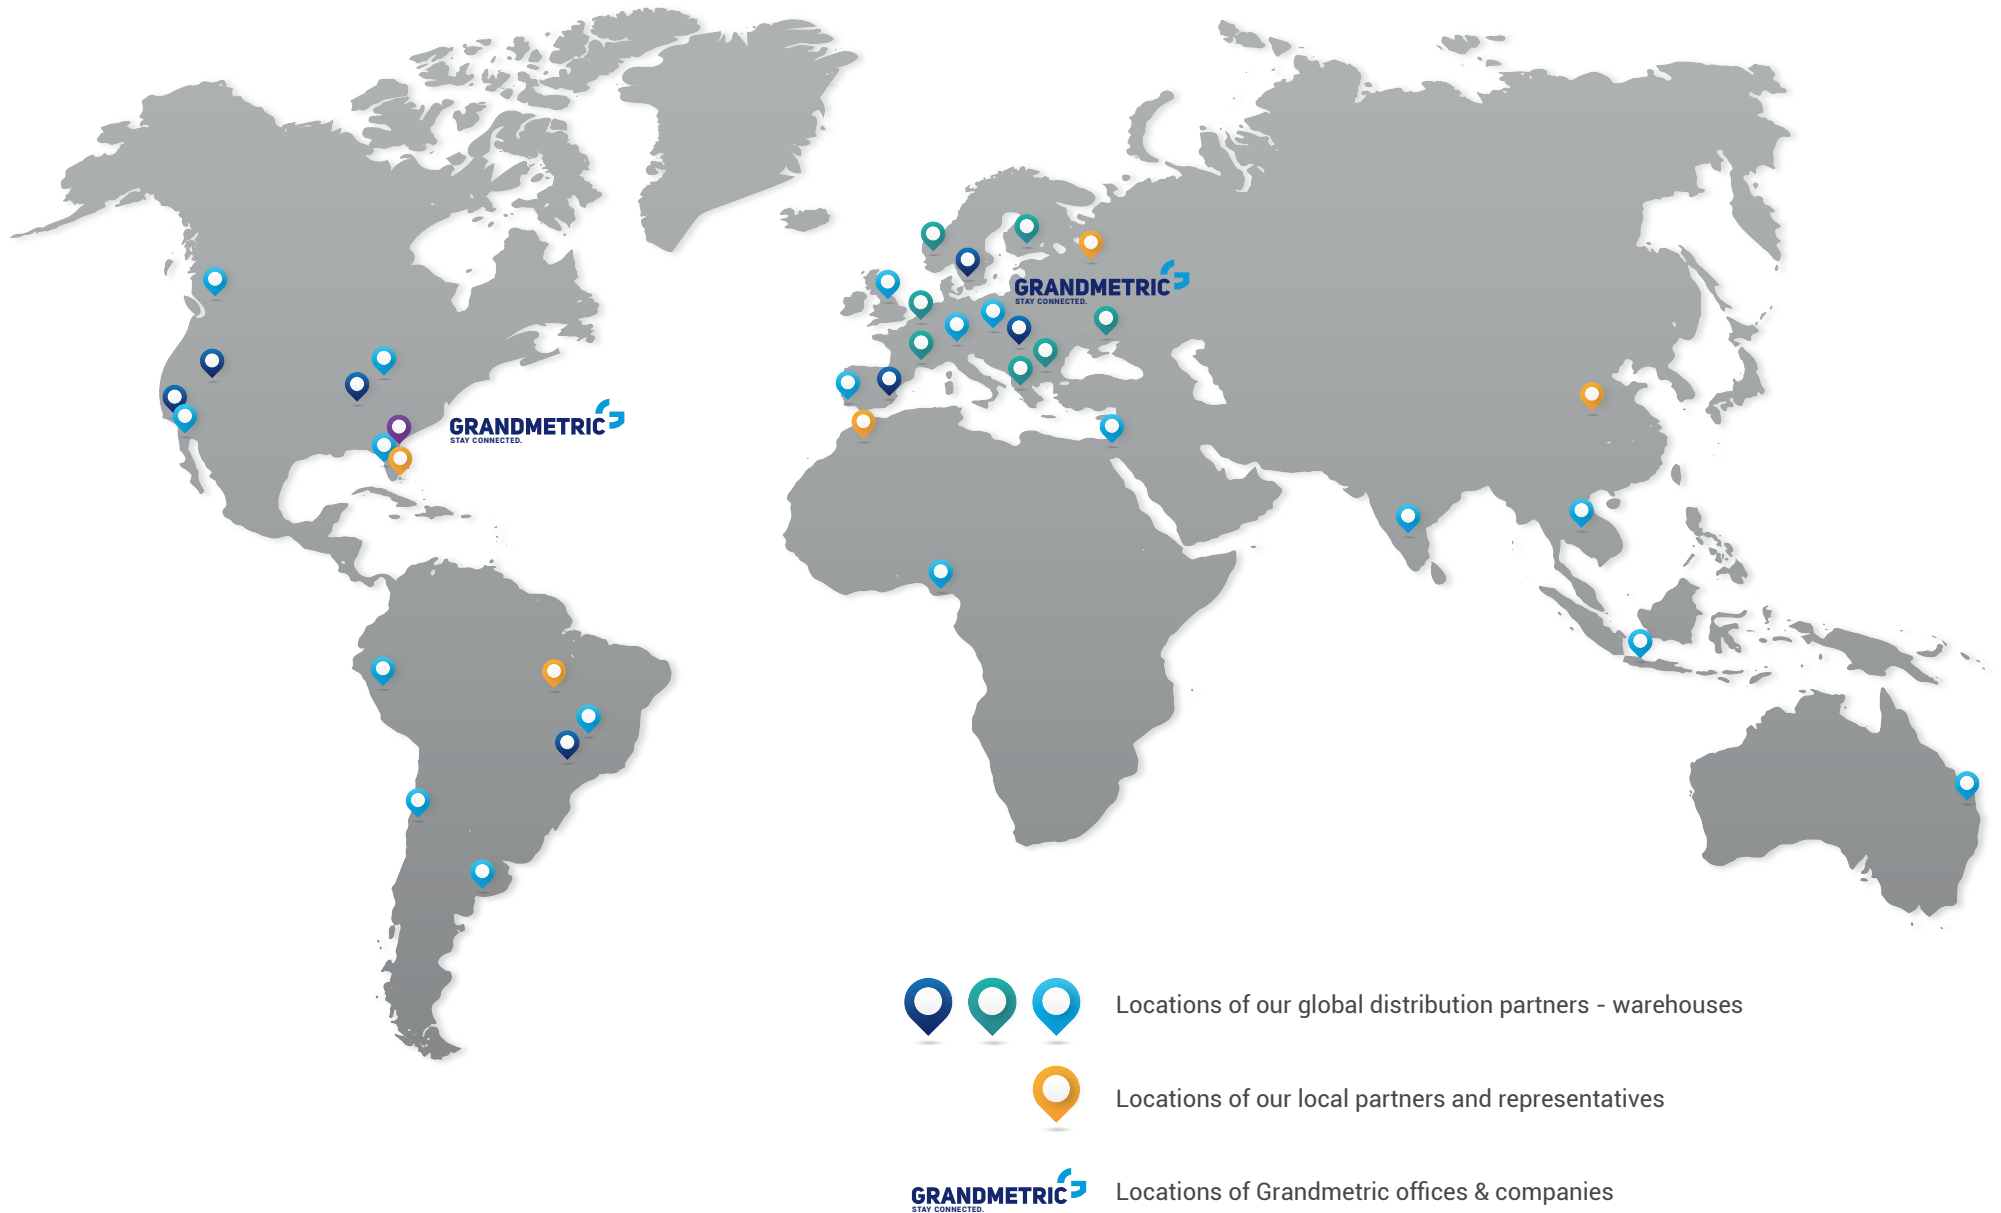 GRANDMETRIC
STAY CONNECTED.
GRANDMETRIC
STAY CONNECTED.
Locations of our global distribution partners - warehouses
Locations of our local partners and representatives
GRANDMETRIC
STAY CONNECTED.
Locations of Grandmetric offices & companies